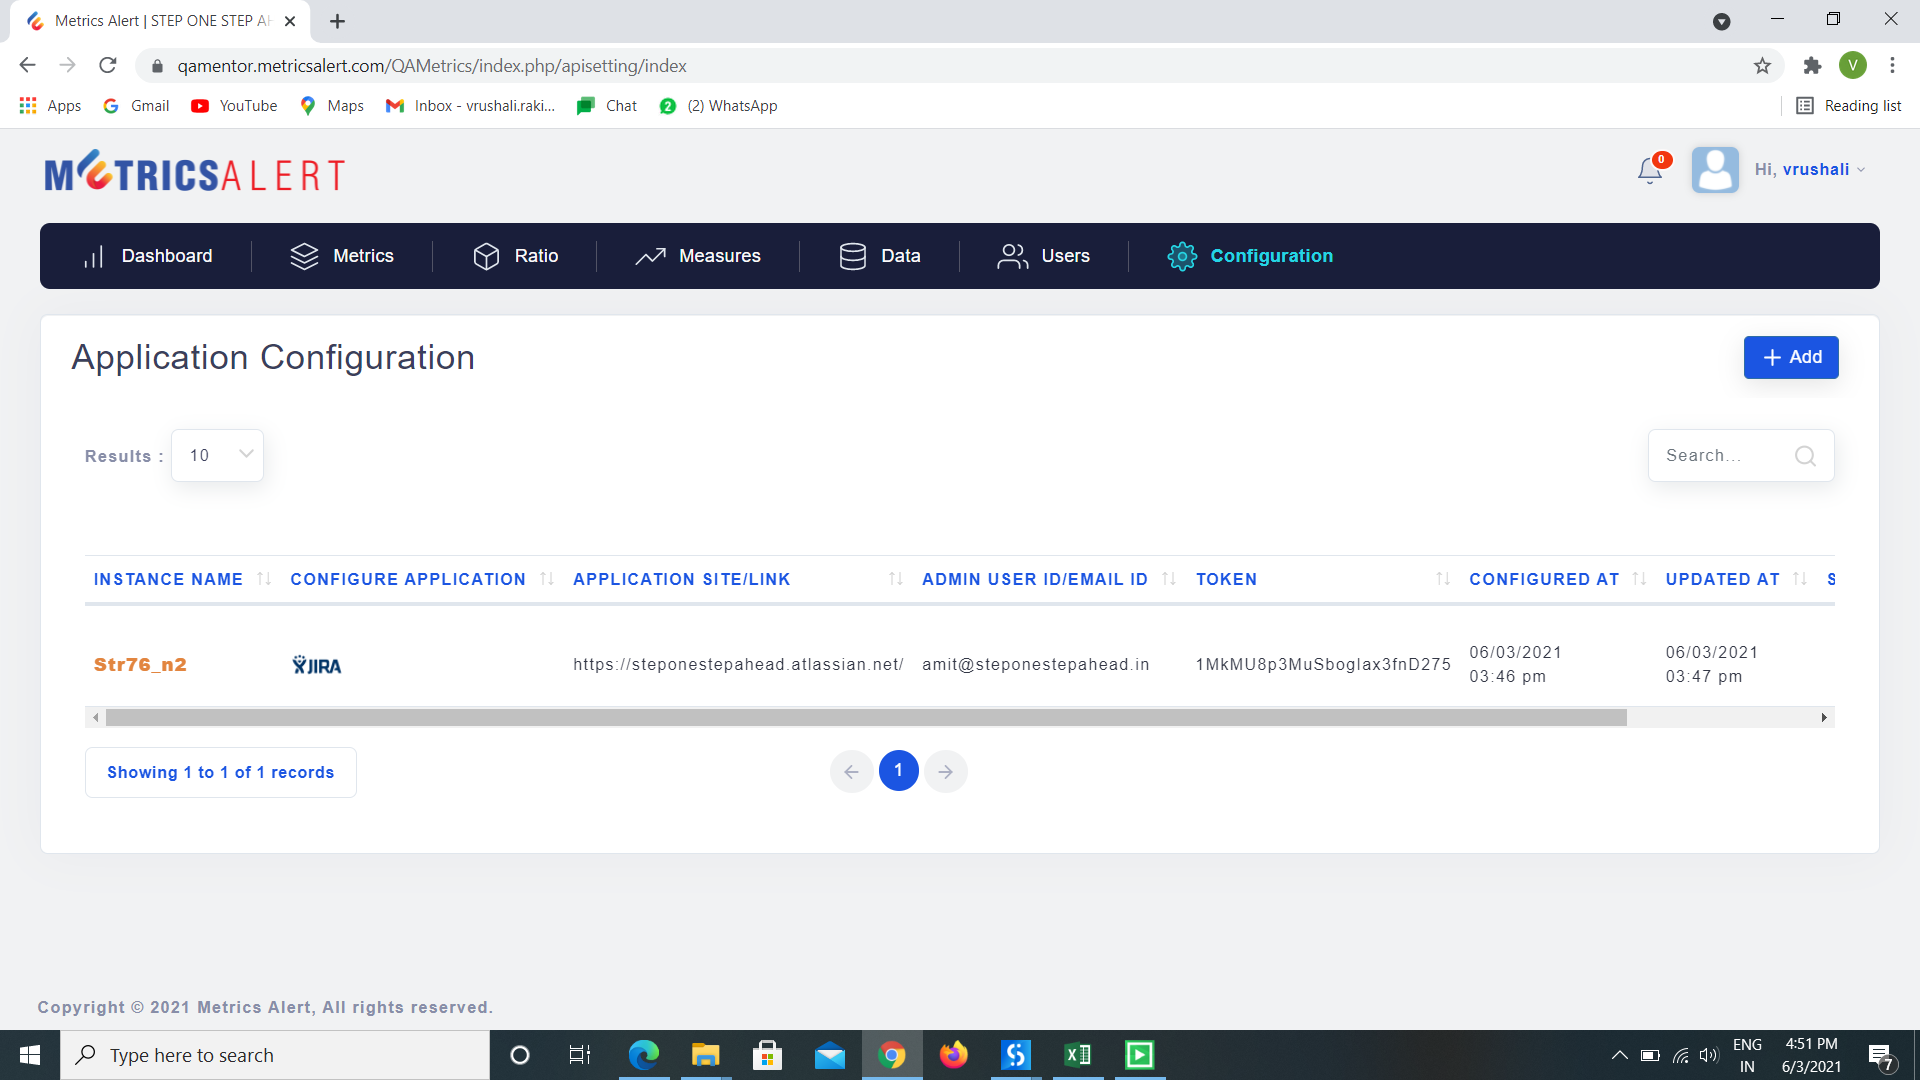 Metrics Alert | STEP ONE STEP AH
qamentor.metricsalert.com/QAMetrics/index.php/apisetting/index
V
Apps Gmail YouTube Maps Inbox - vrushali.raki... Chat 2 (2) WhatsApp Reading list
METRICSALERT
0
Hi, vrushali
Dashboard Metrics Ratio Measures Data Users Configuration
Application Configuration
Add
Results : 10
Search...
INSTANCE NAME CONFIGURE APPLICATION APPLICATION SITE/LINK ADMIN USER ID/EMAIL ID TOKEN CONFIGURED AT UPDATED AT S
Str76_n2 JIRA https://steponestepahead.atlassian.net/ amit@steponestepahead.in 1MkMU8p3MuSboglax3fnD275 06/03/2021 03:46 pm 06/03/2021 03:47 pm
Showing 1 to 1 of 1 records
1
Copyright © 2021 Metrics Alert, All rights reserved.
Type here to search
ENG
IN
4:51 PM
6/3/2021
7